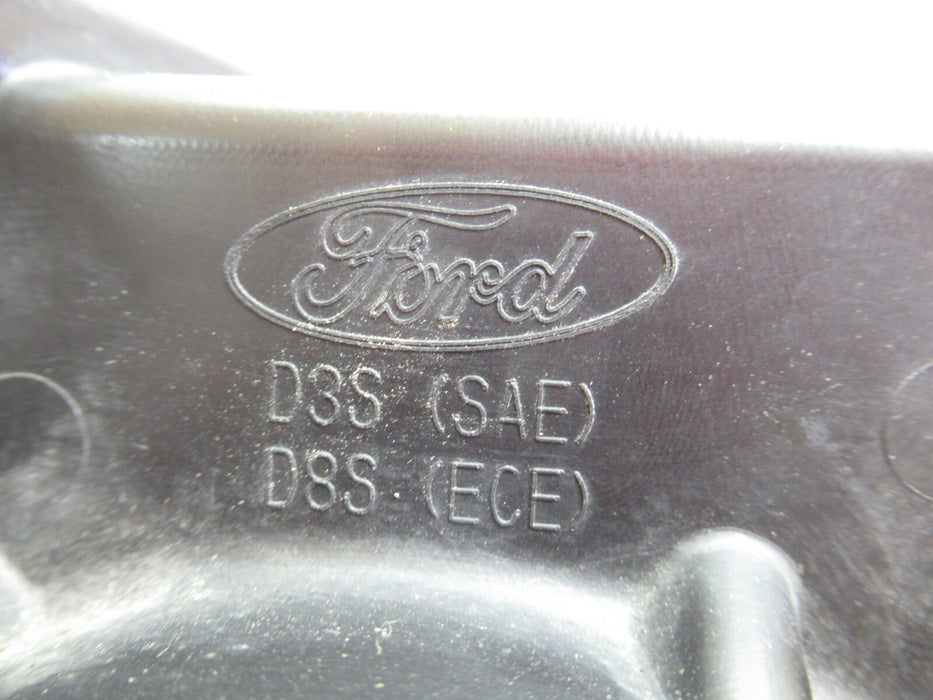 Ford
D3S (SAE)
D8S (ECE)